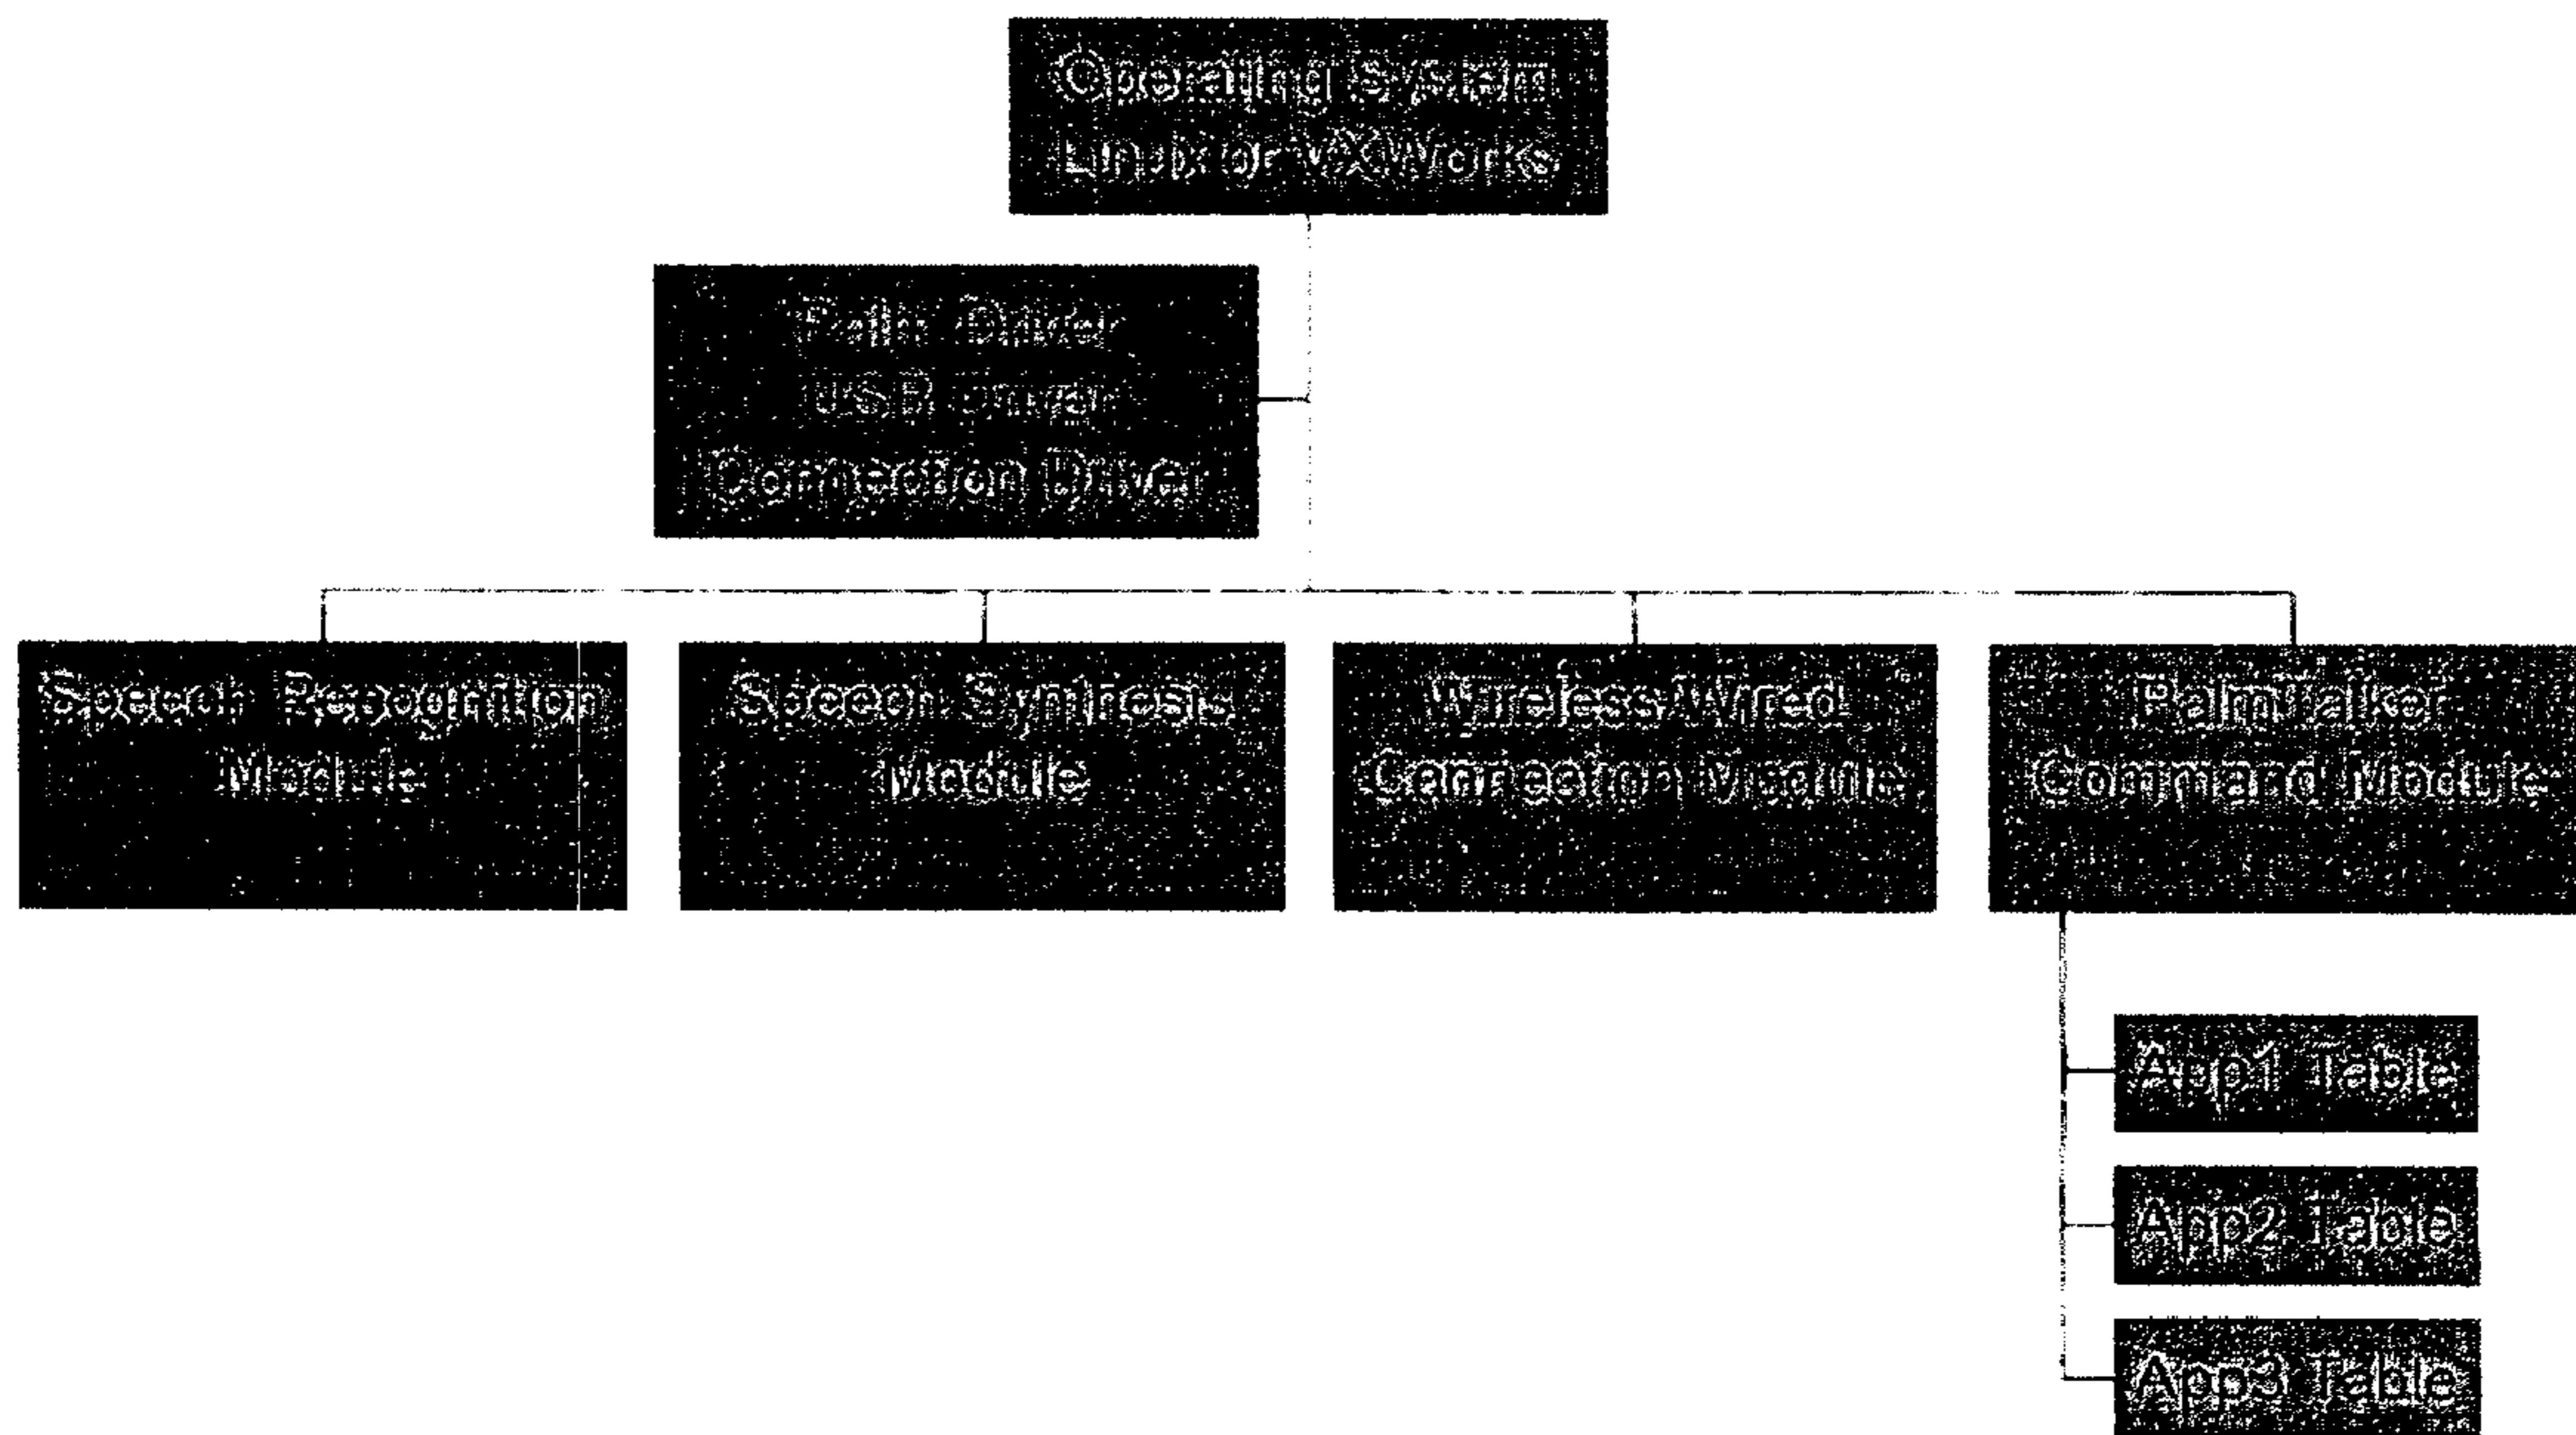 Operating System
Linux or VXWorks
Palm Driver
USB Driver
Connection Driver
Speech Recognition
Module
Speech Synthesis
Module
Wireless/Wired
Connection Module
PalmTalker
Command Module
App1 Table
App2 Table
App3 Table